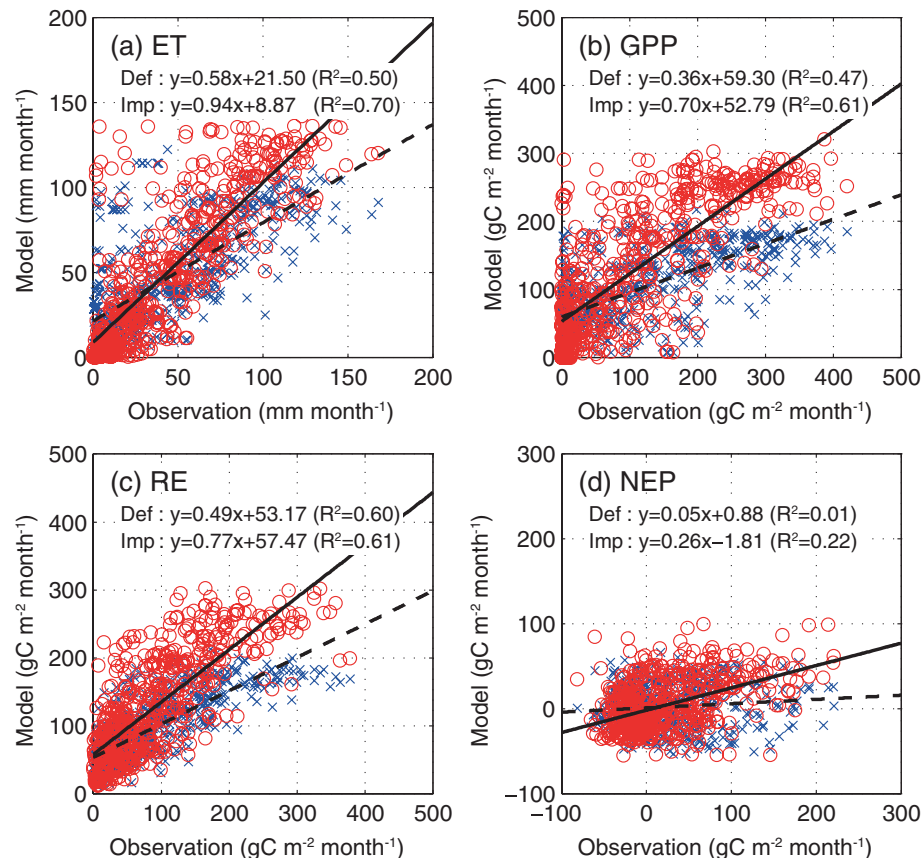 (a) ET
Def : y=0.58x+21.50 (R²=0.50)
Imp : y=0.94x+8.87 (R²=0.70)
200
150
100
50
0
0 50 100 150 200
Model (mm month⁻¹)
Observation (mm month⁻¹)
(b) GPP
Def : y=0.36x+59.30 (R²=0.47)
Imp : y=0.70x+52.79 (R²=0.61)
500
400
300
200
100
0
0 100 200 300 400 500
Model (gC m⁻² month⁻¹)
Observation (gC m⁻² month⁻¹)
(c) RE
Def : y=0.49x+53.17 (R²=0.60)
Imp : y=0.77x+57.47 (R²=0.61)
500
400
300
200
100
0
0 100 200 300 400 500
Model (gC m⁻² month⁻¹)
Observation (gC m⁻² month⁻¹)
(d) NEP
Def : y=0.05x+0.88 (R²=0.01)
Imp : y=0.26x−1.81 (R²=0.22)
300
200
100
0
−100
−100 0 100 200 300
Model (gC m⁻² month⁻¹)
Observation (gC m⁻² month⁻¹)